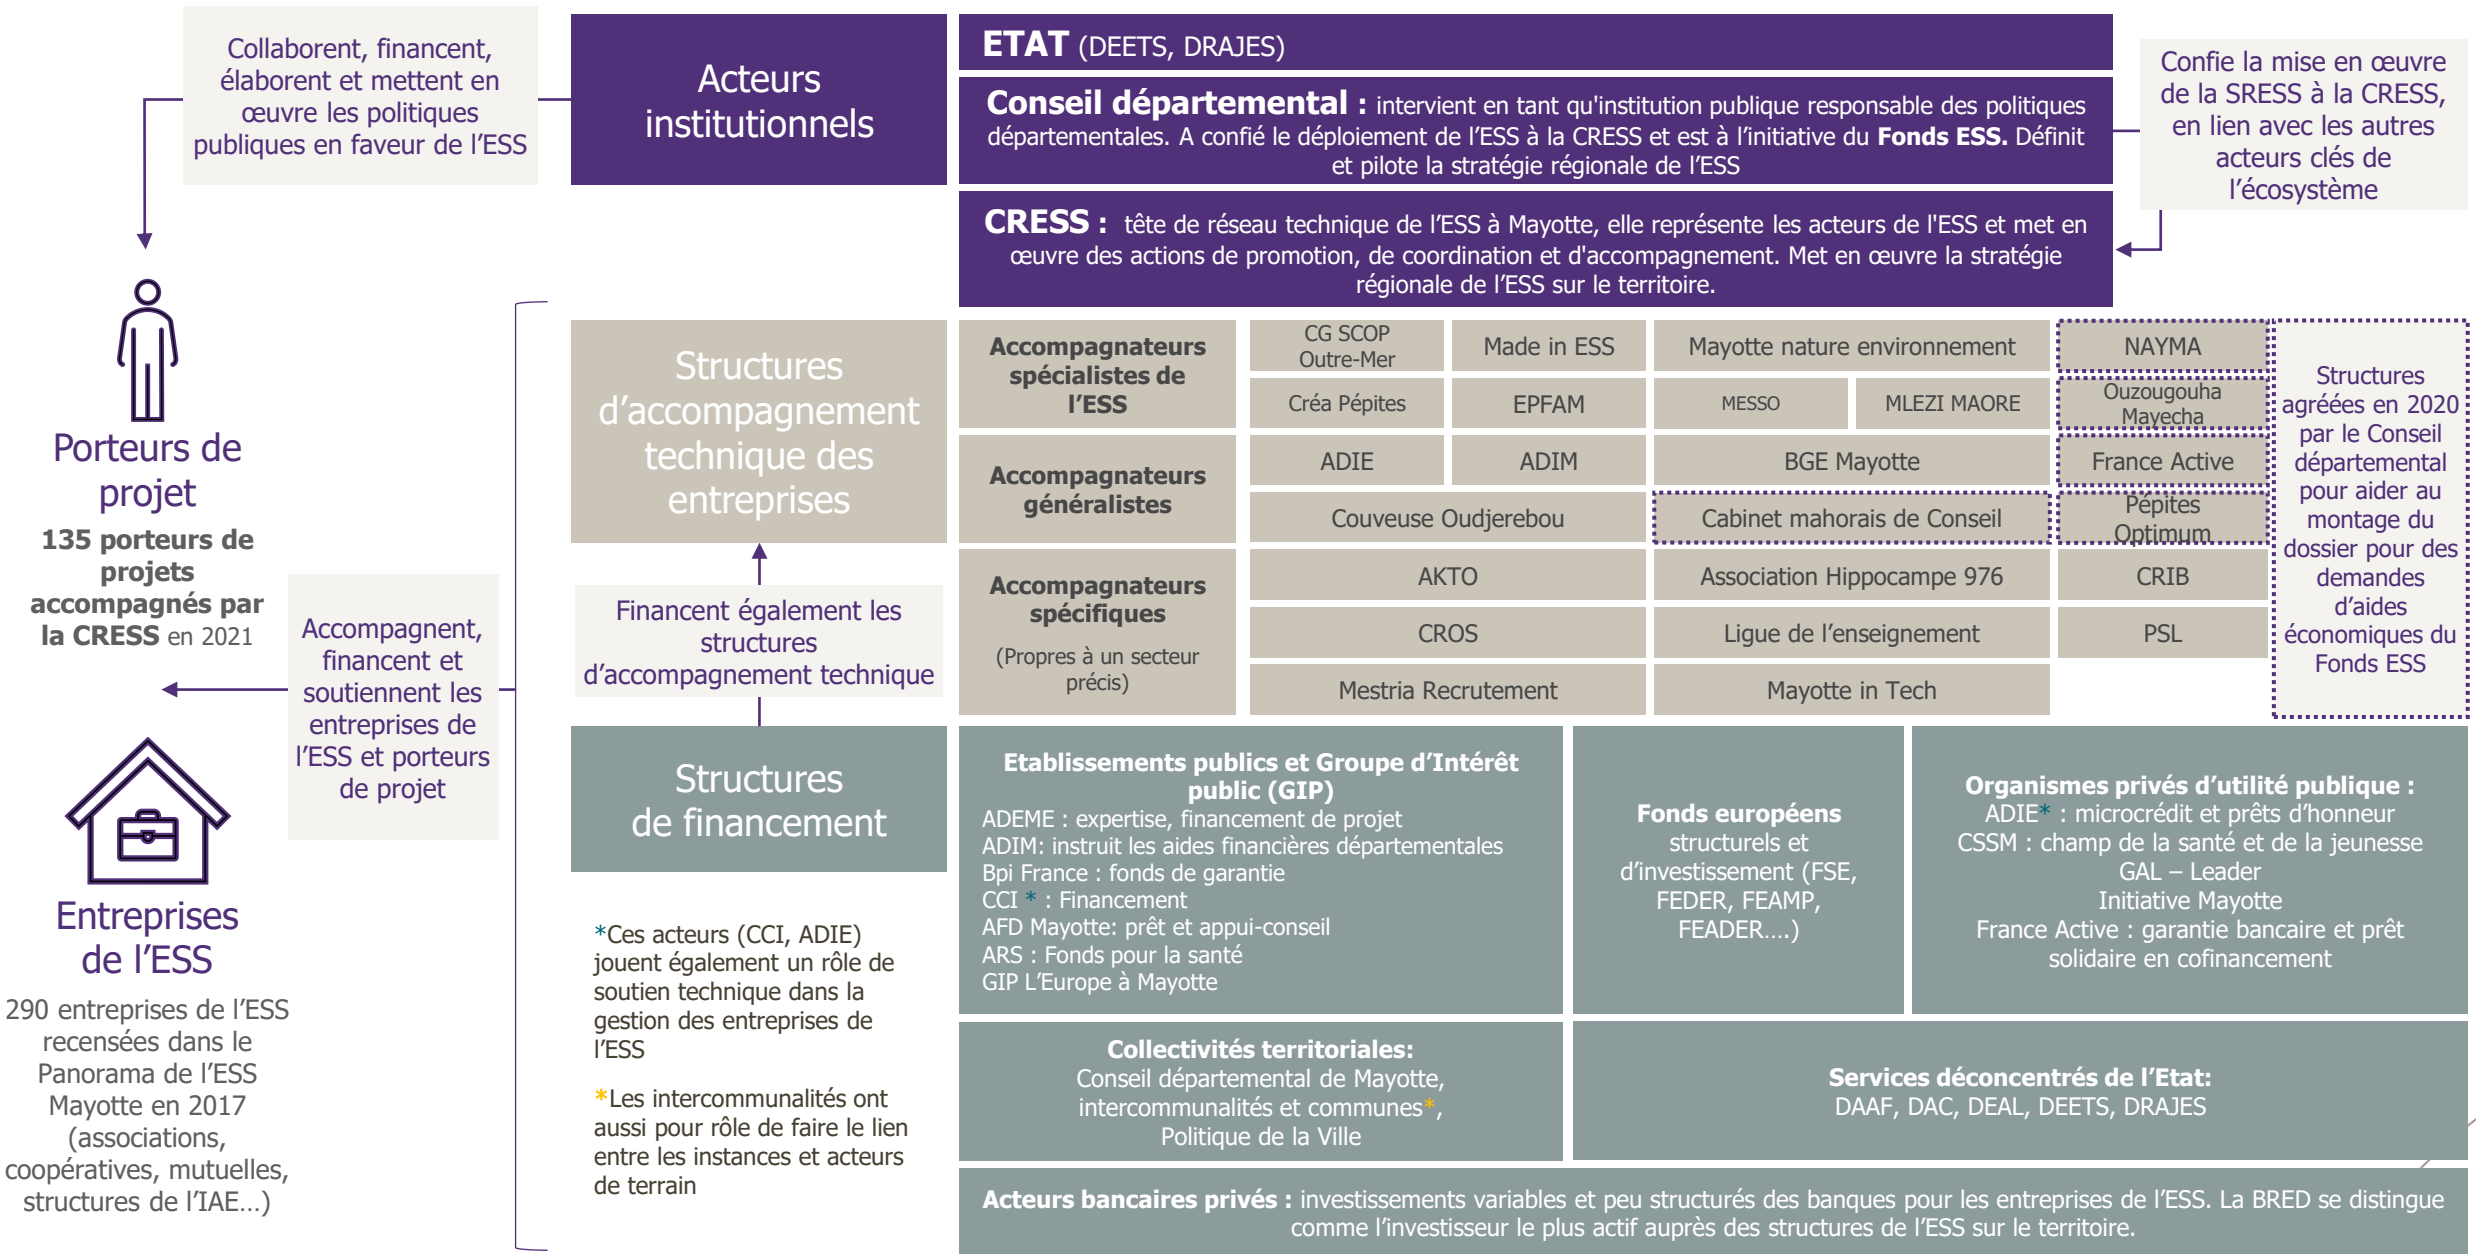 Collaborent, financent,
élaborent et mettent en
œuvre les politiques
publiques en faveur de l’ESS
Acteurs
institutionnels
ETAT (DEETS, DRAJES)
Conseil départemental : intervient en tant qu'institution publique responsable des politiques
départementales. A confié le déploiement de l’ESS à la CRESS et est à l’initiative du Fonds ESS. Définit
et pilote la stratégie régionale de l’ESS
CRESS : tête de réseau technique de l’ESS à Mayotte, elle représente les acteurs de l'ESS et met en
œuvre des actions de promotion, de coordination et d'accompagnement. Met en œuvre la stratégie
régionale de l’ESS sur le territoire.
Confie la mise en œuvre
de la SRESS à la CRESS,
en lien avec les autres
acteurs clés de
l’écosystème
Porteurs de
projet
135 porteurs de
projets
accompagnés par
la CRESS en 2021
Entreprises
de l’ESS
290 entreprises de l’ESS
recensées dans le
Panorama de l’ESS
Mayotte en 2017
(associations,
coopératives, mutuelles,
structures de l’IAE…)
Accompagnent,
financent et
soutiennent les
entreprises de
l’ESS et porteurs
de projet
Structures
d’accompagnement
technique des
entreprises
Financent également les
structures
d’accompagnement technique
Structures
de financement
*Ces acteurs (CCI, ADIE)
jouent également un rôle de
soutien technique dans la
gestion des entreprises de
l’ESS
*Les intercommunalités ont
aussi pour rôle de faire le lien
entre les instances et acteurs
de terrain
Accompagnateurs
spécialistes de
l’ESS
CG SCOP
Outre-Mer
Made in ESS
Mayotte nature environnement
NAYMA
Créa Pépites
EPFAM
MESSO
MLEZI MAORE
Ouzougouha
Mayecha
Accompagnateurs
généralistes
ADIE
ADIM
BGE Mayotte
France Active
Couveuse Oudjerebou
Cabinet mahorais de Conseil
Pépites
Optimum
Accompagnateurs
spécifiques
(Propres à un secteur
précis)
AKTO
Association Hippocampe 976
CRIB
CROS
Ligue de l’enseignement
PSL
Mestria Recrutement
Mayotte in Tech
Structures
agréées en 2020
par le Conseil
départemental
pour aider au
montage du
dossier pour des
demandes
d’aides
économiques du
Fonds ESS
Etablissements publics et Groupe d’Intérêt
public (GIP)
ADEME : expertise, financement de projet
ADIM: instruit les aides financières départementales
Bpi France : fonds de garantie
CCI * : Financement
AFD Mayotte: prêt et appui-conseil
ARS : Fonds pour la santé
GIP L’Europe à Mayotte
Fonds européens
structurels et
d’investissement (FSE,
FEDER, FEAMP,
FEADER….)
Organismes privés d’utilité publique :
ADIE* : microcrédit et prêts d’honneur
CSSM : champ de la santé et de la jeunesse
GAL – Leader
Initiative Mayotte
France Active : garantie bancaire et prêt
solidaire en cofinancement
Collectivités territoriales:
Conseil départemental de Mayotte,
intercommunalités et communes*,
Politique de la Ville
Services déconcentrés de l’Etat:
DAAF, DAC, DEAL, DEETS, DRAJES
Acteurs bancaires privés : investissements variables et peu structurés des banques pour les entreprises de l’ESS. La BRED se distingue
comme l’investisseur le plus actif auprès des structures de l’ESS sur le territoire.